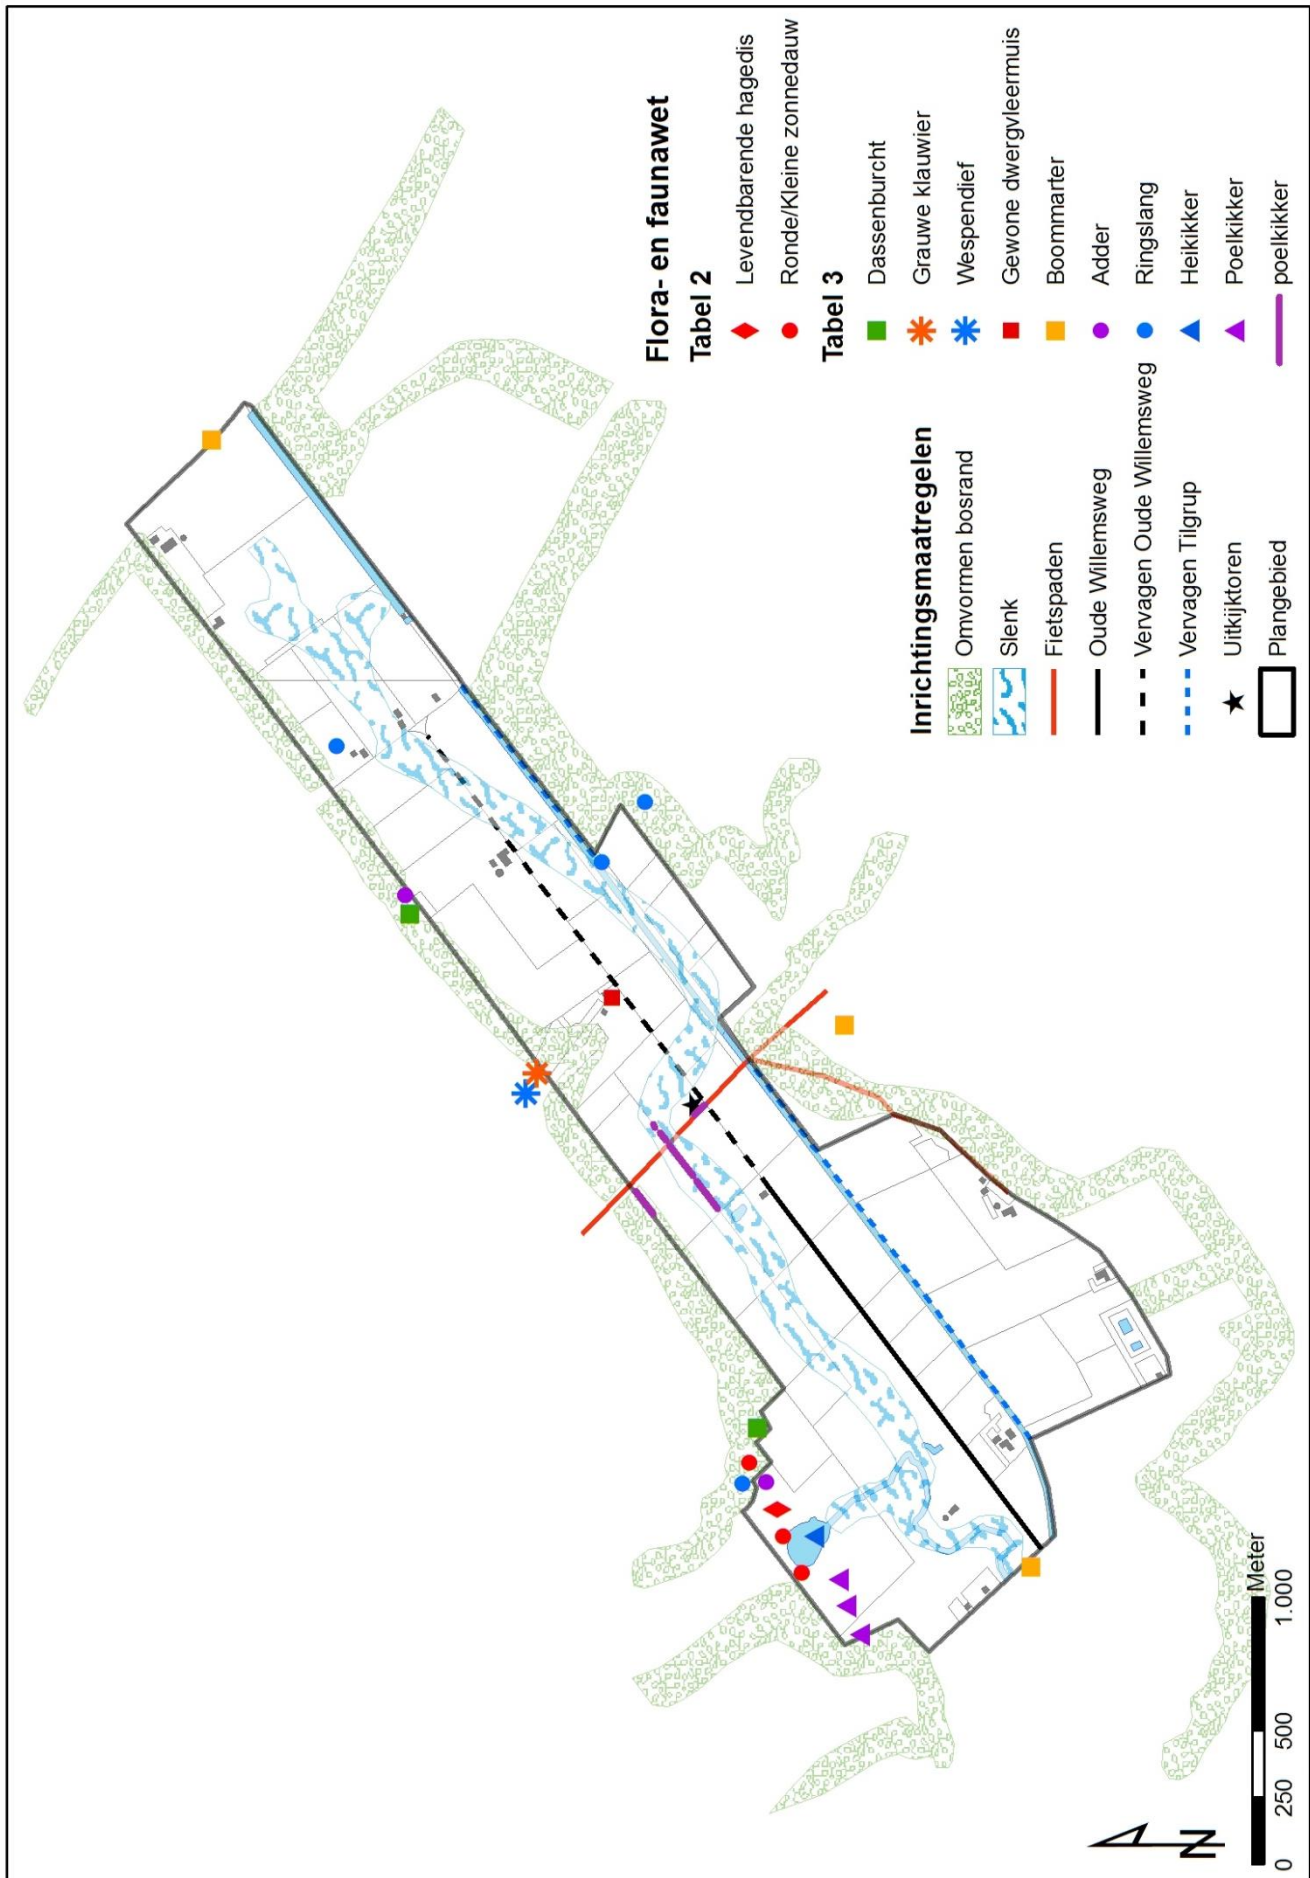 Flora- en faunawet
Tabel 2
Levendbarende hagedis
Ronde/Kleine zonnedauw
Tabel 3
Dassenburcht
Grauwe klauwier
Wespendief
Gewone dwergvleermuis
Boommarter
Adder
Ringslang
Heikikker
Poelkikker
poelkikker
Inrichtingsmaatregelen
Omvormen bosrand
Slenk
Fietspaden
Oude Willemsweg
Vervagen Oude Willemsweg
Vervagen Tilgrup
Uitkijktoren
Plangebied
N
Meter
0 250 500 1.000